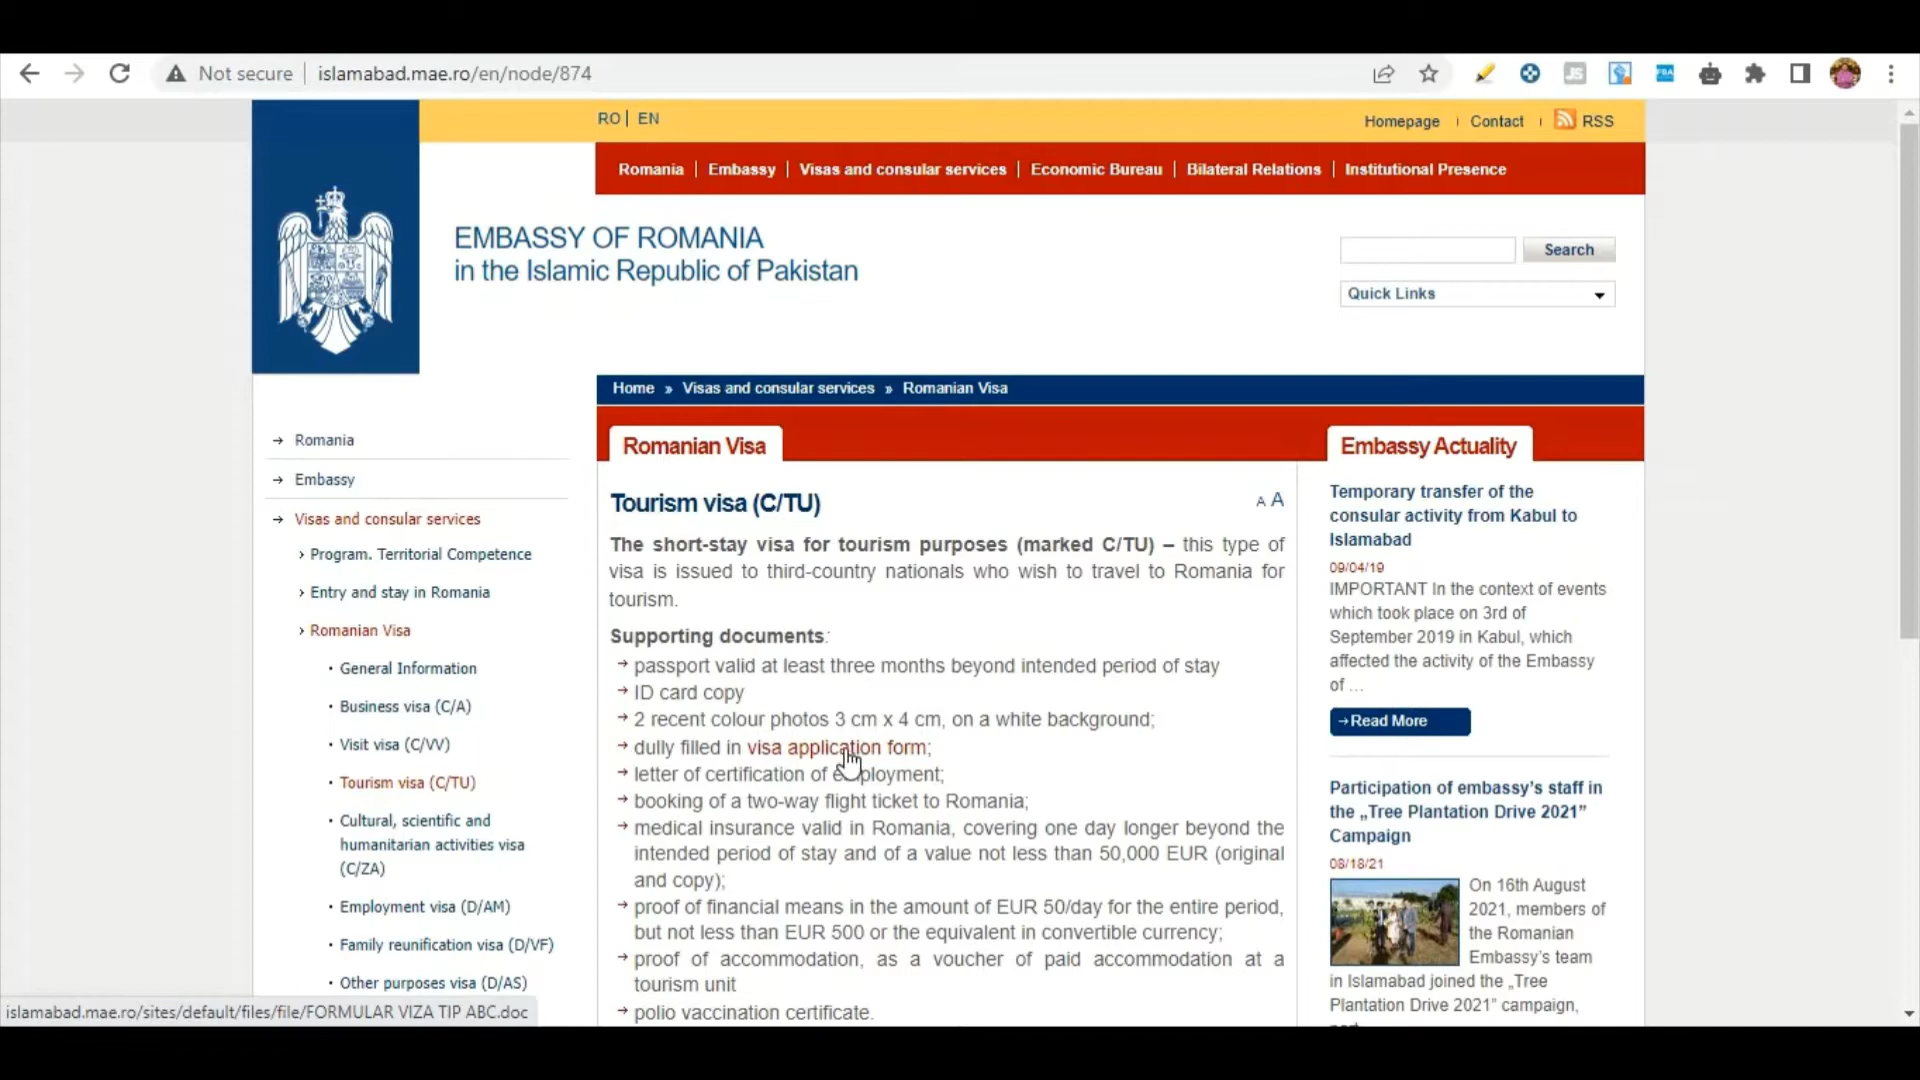 Not secure
islamabad.mae.ro/en/node/874
JS
FBA
RO | EN
Homepage
Contact
RSS
Romania
Embassy
Visas and consular services
Economic Bureau
Bilateral Relations
Institutional Presence
EMBASSY OF ROMANIA
in the Islamic Republic of Pakistan
Search
Quick Links
Home » Visas and consular services » Romanian Visa
Romania
Embassy
Visas and consular services
Program. Territorial Competence
Entry and stay in Romania
Romanian Visa
General Information
Business visa (C/A)
Visit visa (C/VV)
Tourism visa (C/TU)
Cultural, scientific and
humanitarian activities visa
(C/ZA)
Employment visa (D/AM)
Family reunification visa (D/VF)
Other purposes visa (D/AS)
Romanian Visa
Tourism visa (C/TU)
A A
The short-stay visa for tourism purposes (marked C/TU) – this type of
visa is issued to third-country nationals who wish to travel to Romania for
tourism.
Supporting documents:
passport valid at least three months beyond intended period of stay
ID card copy
2 recent colour photos 3 cm x 4 cm, on a white background;
dully filled in visa application form;
letter of certification of employment;
booking of a two-way flight ticket to Romania;
medical insurance valid in Romania, covering one day longer beyond the
intended period of stay and of a value not less than 50,000 EUR (original
and copy);
proof of financial means in the amount of EUR 50/day for the entire period,
but not less than EUR 500 or the equivalent in convertible currency;
proof of accommodation, as a voucher of paid accommodation at a
tourism unit
polio vaccination certificate.
Embassy Actuality
Temporary transfer of the
consular activity from Kabul to
Islamabad
09/04/19
IMPORTANT In the context of events
which took place on 3rd of
September 2019 in Kabul, which
affected the activity of the Embassy
of ...
Read More
Participation of embassy's staff in
the „Tree Plantation Drive 2021”
Campaign
08/18/21
On 16th August
2021, members of
the Romanian
Embassy's team
in Islamabad joined the „Tree
Plantation Drive 2021” campaign,
islamabad.mae.ro/sites/default/files/file/FORMULAR VIZA TIP ABC.doc